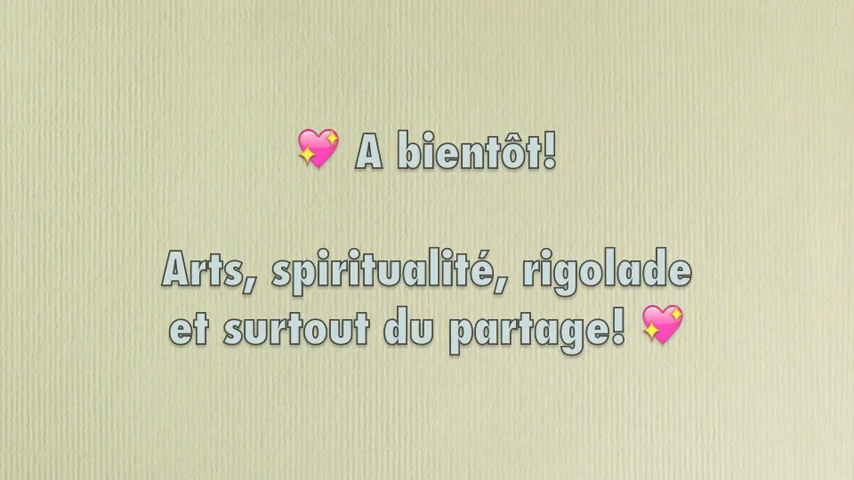 💖 A bientôt!
Arts, spiritualité, rigolade
et surtout du partage! 💖